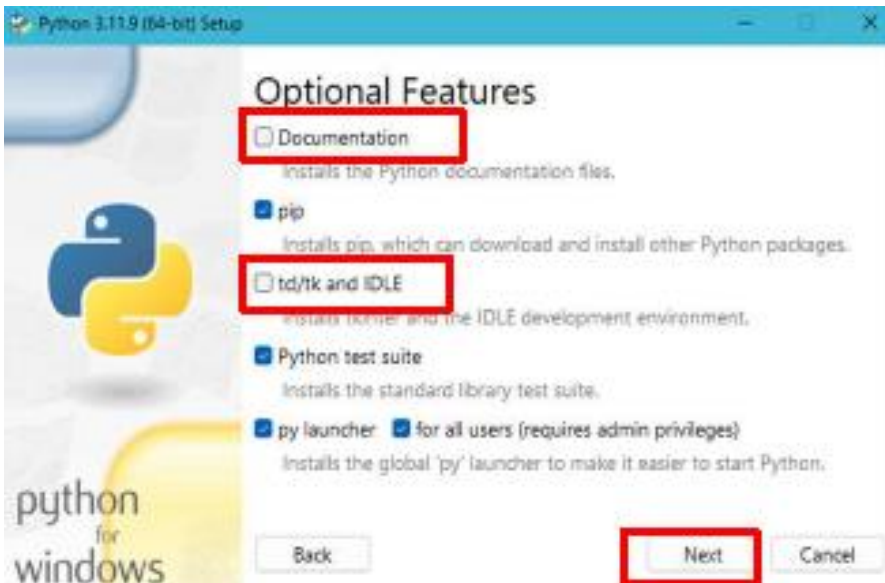 Python 3.11.9 (64-bit) Setup
Optional Features
Documentation
Installs the Python documentation files.
pip
Installs pip, which can download and install other Python packages.
td/tk and IDLE
Installs tkinter and the IDLE development environment.
Python test suite
Installs the standard library test suite.
py launcher for all users (requires admin privileges)
Installs the global 'py' launcher to make it easier to start Python.
python
for
windows
Back Next Cancel